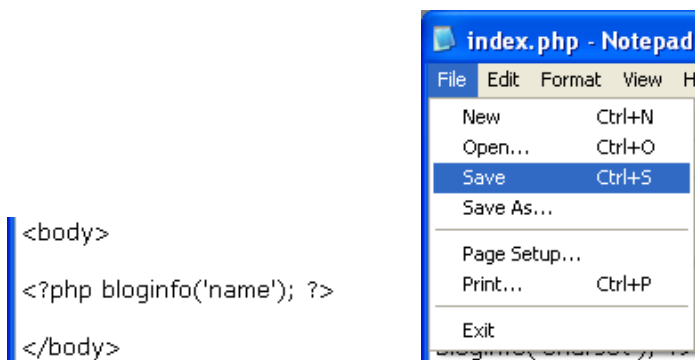 <body>
<?php bloginfo('name'); ?>
</body>
index.php - Notepad
File Edit Format View H
New Ctrl+N
Open... Ctrl+O
Save Ctrl+S
Save As...
Page Setup...
Print... Ctrl+P
Exit